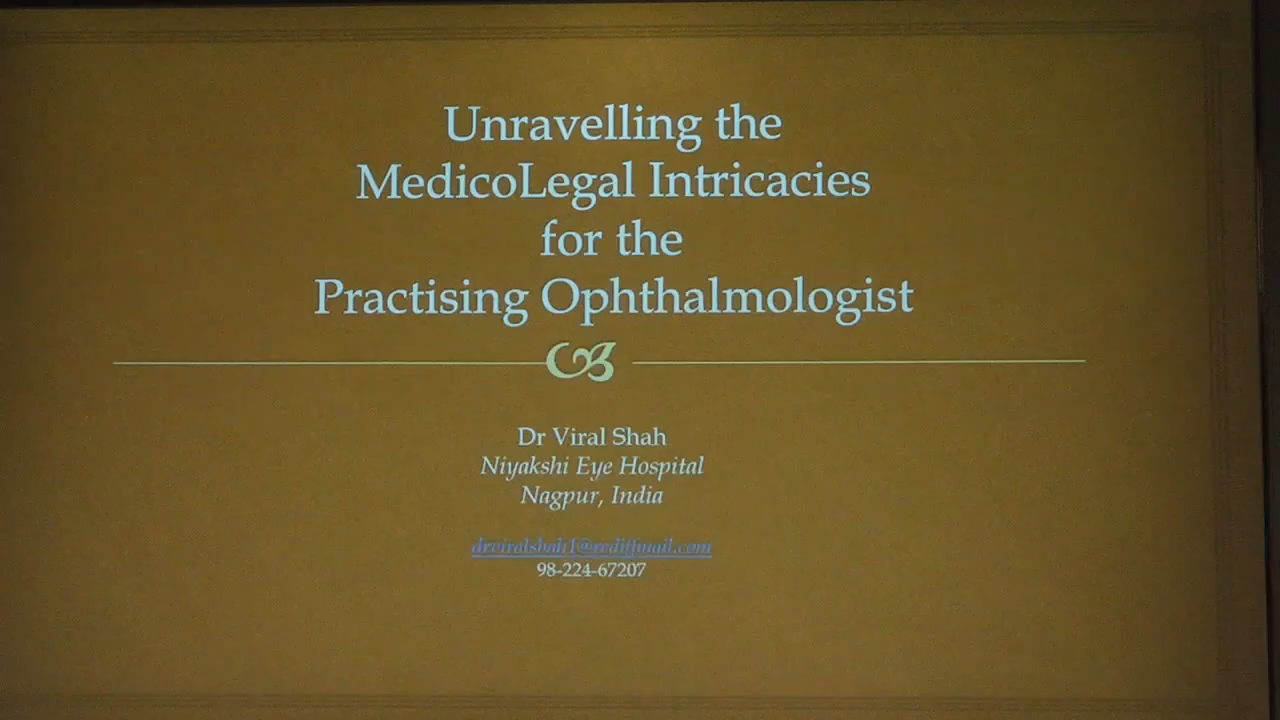 Unravelling the
MedicoLegal Intricacies
for the
Practising Ophthalmologist
Dr Viral Shah
Niyakshi Eye Hospital
Nagpur, India
drviralshah1@rediffmail.com
98-224-67207